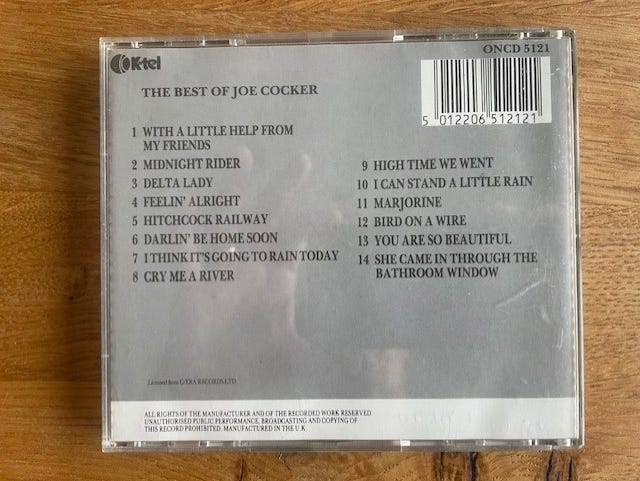 K-tel
ONCD 5121
THE BEST OF JOE COCKER
5 012206 512121
1 WITH A LITTLE HELP FROM
MY FRIENDS
2 MIDNIGHT RIDER
3 DELTA LADY
4 FEELIN' ALRIGHT
5 HITCHCOCK RAILWAY
6 DARLIN' BE HOME SOON
7 I THINK IT'S GOING TO RAIN TODAY
8 CRY ME A RIVER
9 HIGH TIME WE WENT
10 I CAN STAND A LITTLE RAIN
11 MARJORINE
12 BIRD ON A WIRE
13 YOU ARE SO BEAUTIFUL
14 SHE CAME IN THROUGH THE
BATHROOM WINDOW
Licensed from CYERA RECORDS LTD
ALL RIGHTS OF THE MANUFACTURER AND OF THE RECORDED WORK RESERVED.
UNAUTHORISED PUBLIC PERFORMANCE, BROADCASTING AND COPYING OF
THIS RECORD PROHIBITED. MANUFACTURED IN THE U.K.